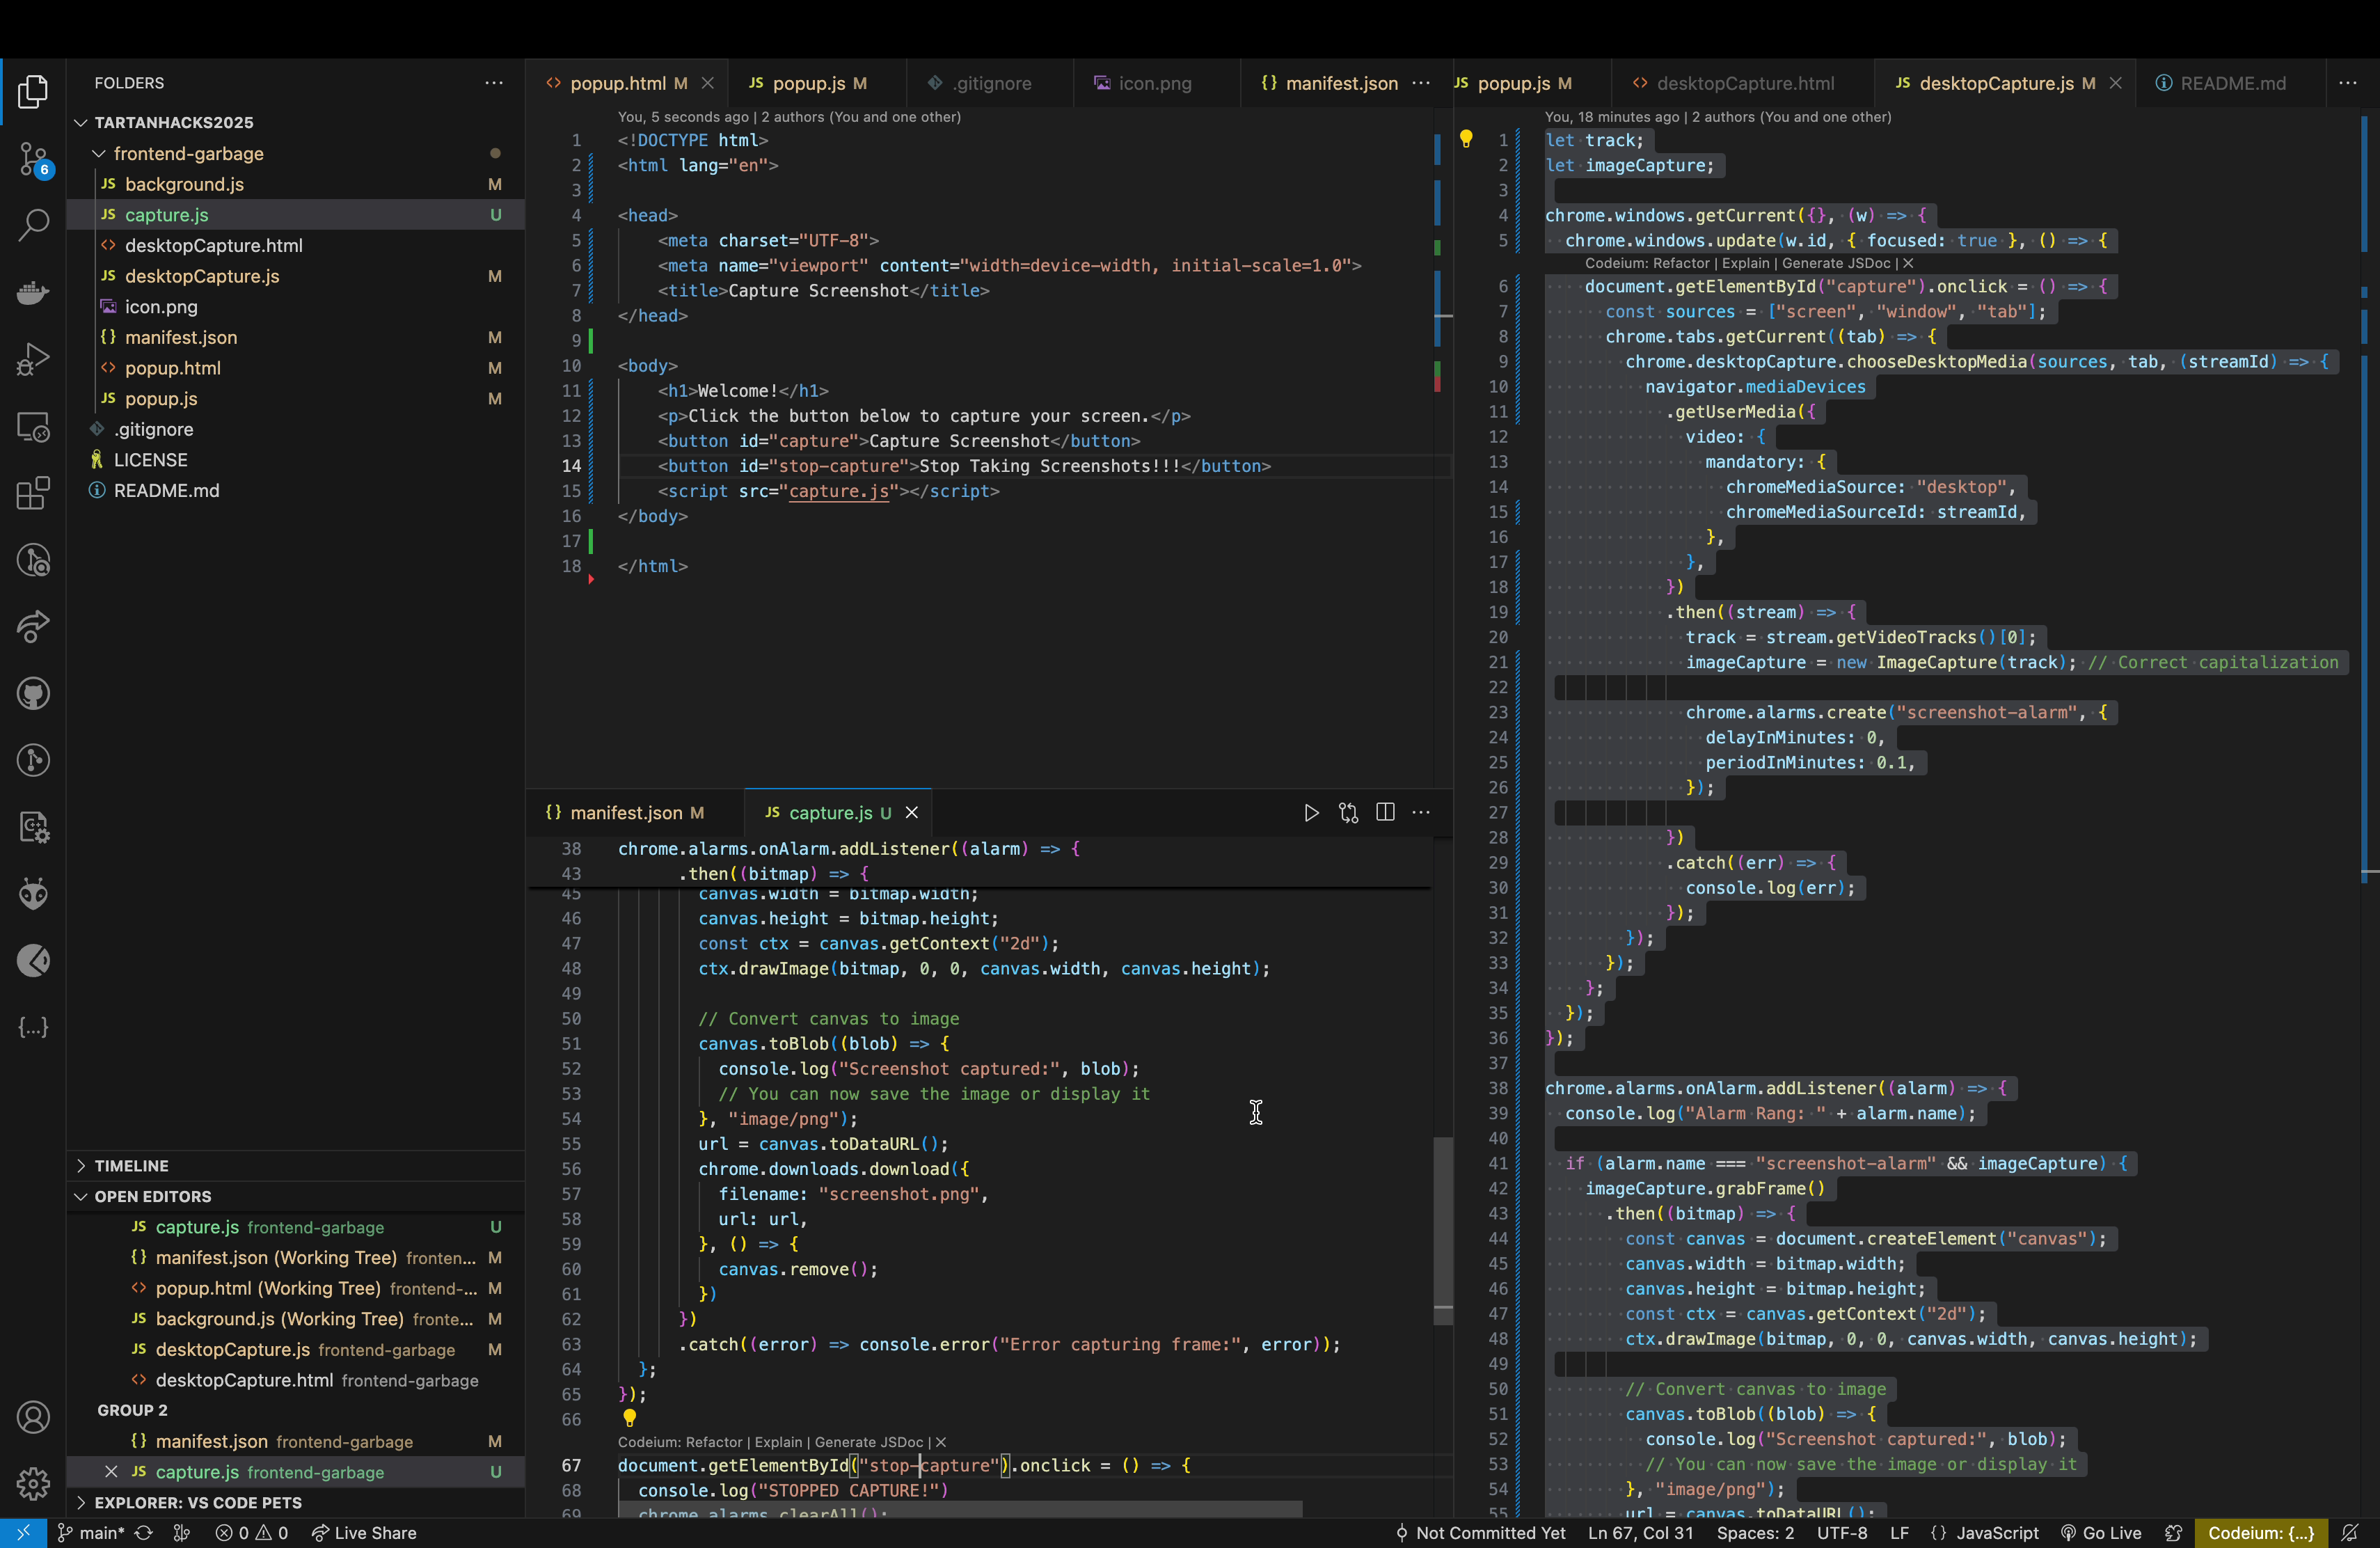 FOLDERS
TARTANHACKS2025
frontend-garbage
JS background.js M
JS capture.js U
<> desktopCapture.html
JS desktopCapture.js M
icon.png
{} manifest.json M
<> popup.html M
JS popup.js M
.gitignore
LICENSE
README.md
6
TIMELINE
OPEN EDITORS
JS capture.js frontend-garbage U
{} manifest.json (Working Tree) fronten... M
<> popup.html (Working Tree) frontend-... M
JS background.js (Working Tree) fronte... M
JS desktopCapture.js frontend-garbage M
<> desktopCapture.html frontend-garbage
GROUP 2
{} manifest.json frontend-garbage M
JS capture.js frontend-garbage U
EXPLORER: VS CODE PETS
<> popup.html M
JS popup.js M
.gitignore
icon.png
{} manifest.json ...
You, 5 seconds ago | 2 authors (You and one other)
1 <!DOCTYPE html>
2 <html lang="en">
3
4 <head>
5 <meta charset="UTF-8">
6 <meta name="viewport" content="width=device-width, initial-scale=1.0">
7 <title>Capture Screenshot</title>
8 </head>
9
10 <body>
11 <h1>Welcome!</h1>
12 <p>Click the button below to capture your screen.</p>
13 <button id="capture">Capture Screenshot</button>
14 <button id="stop-capture">Stop Taking Screenshots!!!</button>
15 <script src="capture.js"></script>
16 </body>
17
18 </html>
{} manifest.json M
JS capture.js U
38 chrome.alarms.onAlarm.addListener((alarm) => {
43 .then((bitmap) => {
45 canvas.width = bitmap.width;
46 canvas.height = bitmap.height;
47 const ctx = canvas.getContext("2d");
48 ctx.drawImage(bitmap, 0, 0, canvas.width, canvas.height);
49
50 // Convert canvas to image
51 canvas.toBlob((blob) => {
52 console.log("Screenshot captured:", blob);
53 // You can now save the image or display it
54 }, "image/png");
55 url = canvas.toDataURL();
56 chrome.downloads.download({
57 filename: "screenshot.png",
58 url: url,
59 }, () => {
60 canvas.remove();
61 })
62 })
63 .catch((error) => console.error("Error capturing frame:", error));
64 };
65 });
66
Codeium: Refactor | Explain | Generate JSDoc | X
67 document.getElementById("stop-capture").onclick = () => {
68 console.log("STOPPED CAPTURE!")
69 chrome.alarms.clearAll();
JS popup.js M
<> desktopCapture.html
JS desktopCapture.js M
README.md
You, 18 minutes ago | 2 authors (You and one other)
1 let track;
2 let imageCapture;
3
4 chrome.windows.getCurrent({}, (w) => {
5 chrome.windows.update(w.id, { focused: true }, () => {
Codeium: Refactor | Explain | Generate JSDoc | X
6 document.getElementById("capture").onclick = () => {
7 const sources = ["screen", "window", "tab"];
8 chrome.tabs.getCurrent((tab) => {
9 chrome.desktopCapture.chooseDesktopMedia(sources, tab, (streamId) => {
10 navigator.mediaDevices
11 .getUserMedia({
12 video: {
13 mandatory: {
14 chromeMediaSource: "desktop",
15 chromeMediaSourceId: streamId,
16 },
17 },
18 })
19 .then((stream) => {
20 track = stream.getVideoTracks()[0];
21 imageCapture = new ImageCapture(track); // Correct capitalization
22
23 chrome.alarms.create("screenshot-alarm", {
24 delayInMinutes: 0,
25 periodInMinutes: 0.1,
26 });
27
28 })
29 .catch((err) => {
30 console.log(err);
31 });
32 });
33 });
34 };
35 });
36 });
37
38 chrome.alarms.onAlarm.addListener((alarm) => {
39 console.log("Alarm Rang: " + alarm.name);
40
41 if (alarm.name === "screenshot-alarm" && imageCapture) {
42 imageCapture.grabFrame()
43 .then((bitmap) => {
44 const canvas = document.createElement("canvas");
45 canvas.width = bitmap.width;
46 canvas.height = bitmap.height;
47 const ctx = canvas.getContext("2d");
48 ctx.drawImage(bitmap, 0, 0, canvas.width, canvas.height);
49
50 // Convert canvas to image
51 canvas.toBlob((blob) => {
52 console.log("Screenshot captured:", blob);
53 // You can now save the image or display it
54 }, "image/png");
55 url = canvas.toDataURL();
main* 0 0 Live Share Not Committed Yet Ln 67, Col 31 Spaces: 2 UTF-8 LF {} JavaScript Go Live Codeium: {...}